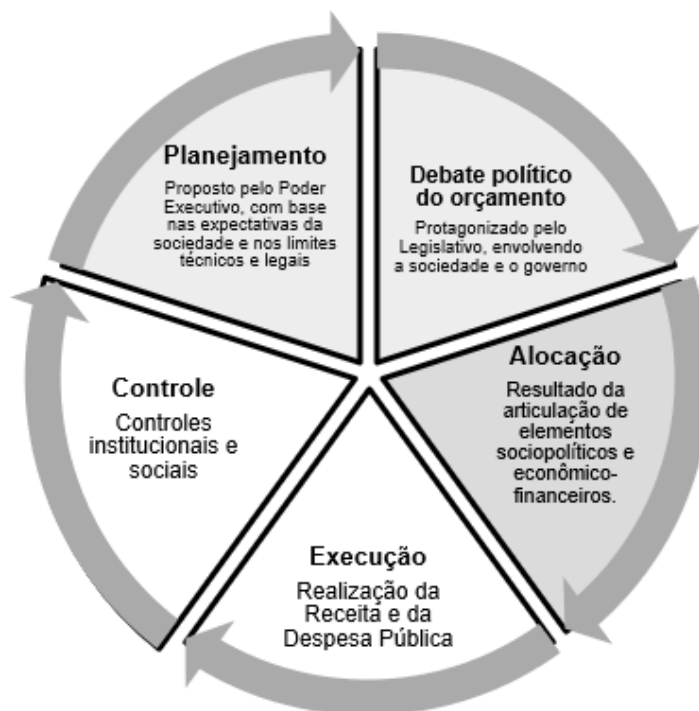 Planejamento
Proposto pelo Poder
Executivo, com base
nas expectativas da
sociedade e nos limites
técnicos e legais
Debate político
do orçamento
Protagonizado pelo
Legislativo, envolvendo
a sociedade e o governo
Alocação
Resultado da
articulação de
elementos
sociopolíticos e
econômico-
financeiros.
Execução
Realização da
Receita e da
Despesa Pública
Controle
Controles
institucionais e
sociais